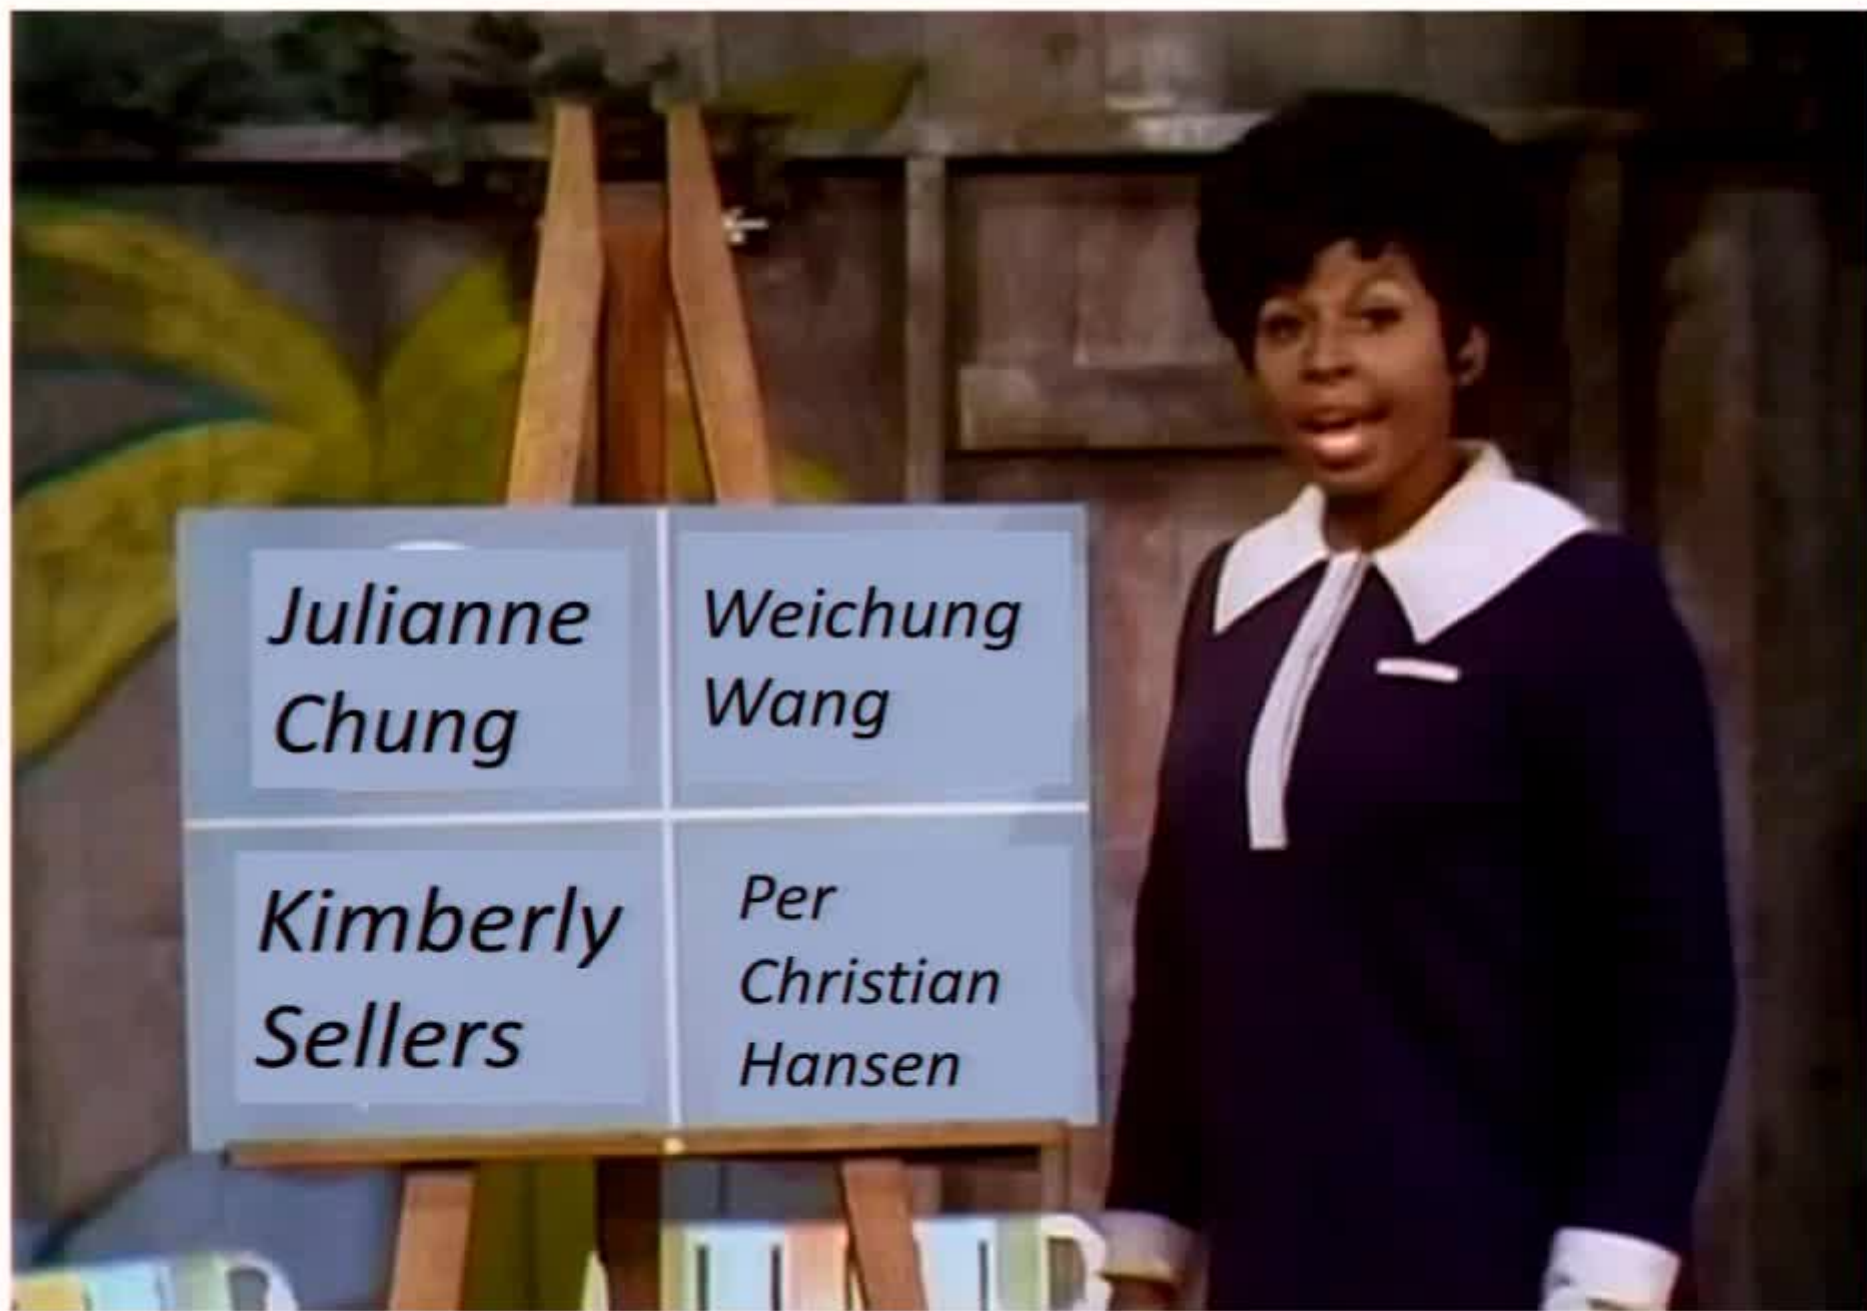 Julianne
Chung
Weichung
Wang
Kimberly
Sellers
Per
Christian
Hansen